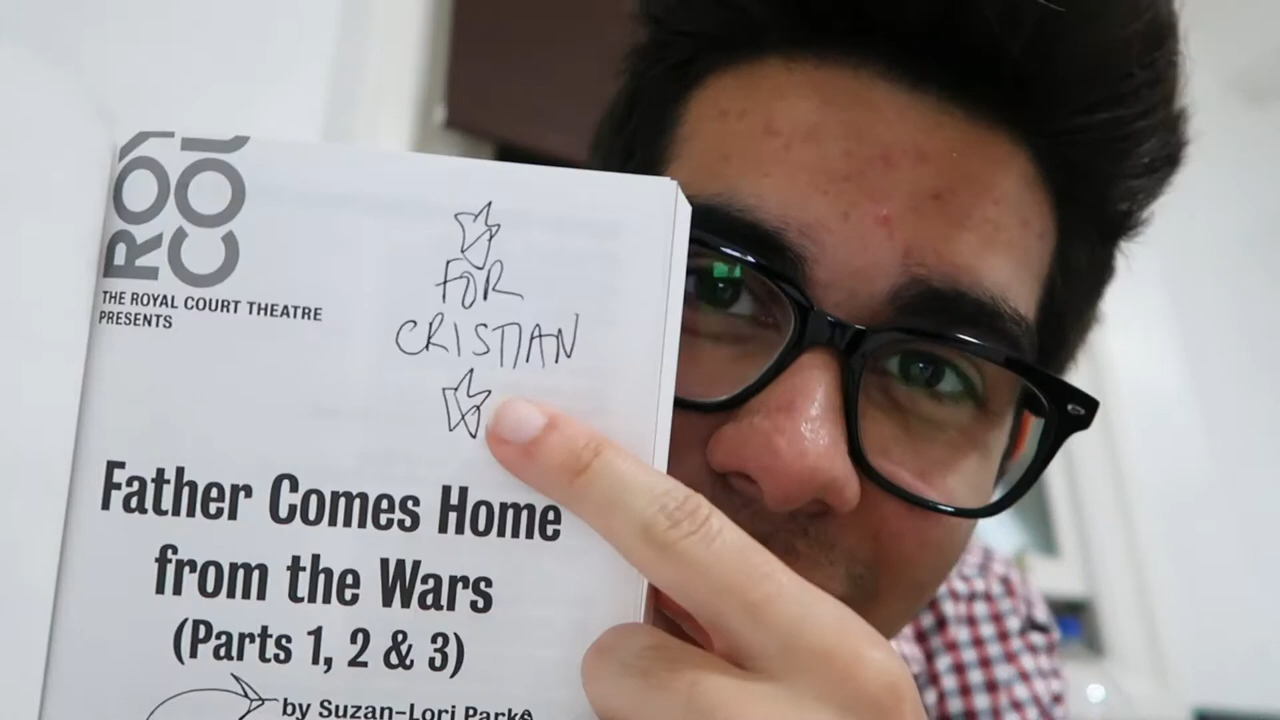 ROY
COU
THE ROYAL COURT THEATRE
PRESENTS
FOR
CRISTIAN
Father Comes Home
from the Wars
(Parts 1, 2 & 3)
by Suzan-Lori Parks